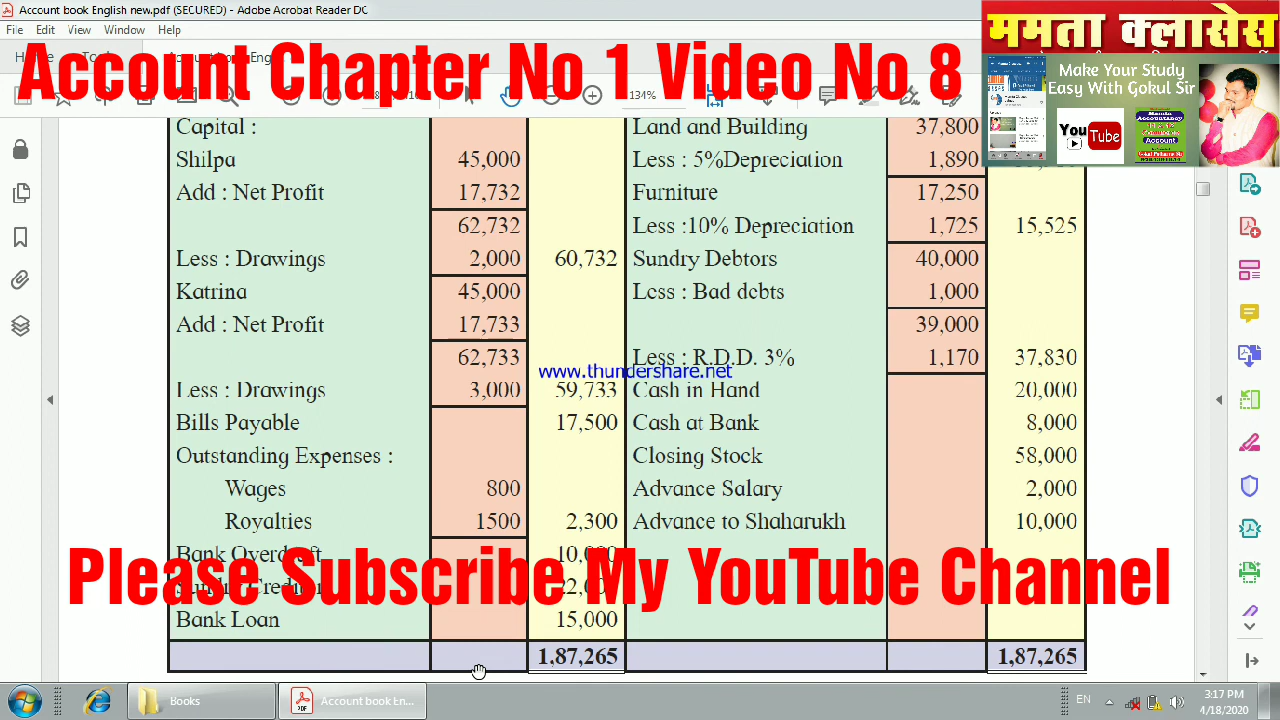 Account book English new.pdf (SECURED) - Adobe Acrobat Reader DC
File Edit View Window Help
Account Chapter No 1 Video No 8
134%
ममता क्लासेस
Make Your Study
Easy With Gokul Sir
You Tube
Account
Capital : Land and Building 37,800
Shilpa 45,000 Less : 5%Depreciation 1,890
Add : Net Profit 17,732 Furniture 17,250
62,732 Less :10% Depreciation 1,725 15,525
Less : Drawings 2,000 60,732 Sundry Debtors 40,000
Katrina 45,000 Less : Bad debts 1,000
Add : Net Profit 17,733 39,000
62,733 Less : R.D.D. 3% 1,170 37,830
www.thundershare.net
Less : Drawings 3,000 59,733 Cash in Hand 20,000
Bills Payable 17,500 Cash at Bank 8,000
Outstanding Expenses : Closing Stock 58,000
Wages 800 Advance Salary 2,000
Royalties 1500 2,300 Advance to Shaharukh 10,000
Bank
Please Subscribe My YouTube Channel
Bank Loan 15,000
1,87,265 1,87,265
Books
Account book En...
EN
3:17 PM
4/18/2020